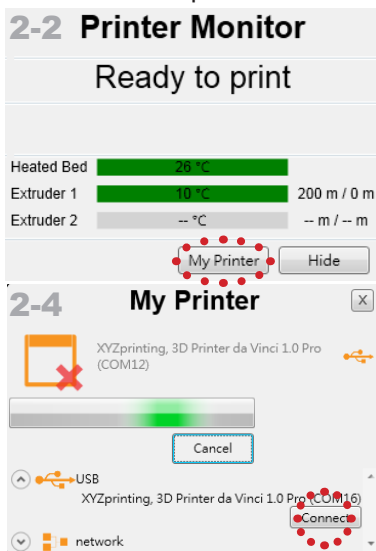 2-2 Printer Monitor
Ready to print
Heated Bed 26 °C
Extruder 1 10 °C 200 m / 0 m
Extruder 2 -- °C -- m / -- m
My Printer Hide
2-4 My Printer X
XYZprinting, 3D Printer da Vinci 1.0 Pro
(COM12)
Cancel
USB
XYZprinting, 3D Printer da Vinci 1.0 Pro (COM16)
Connect
network